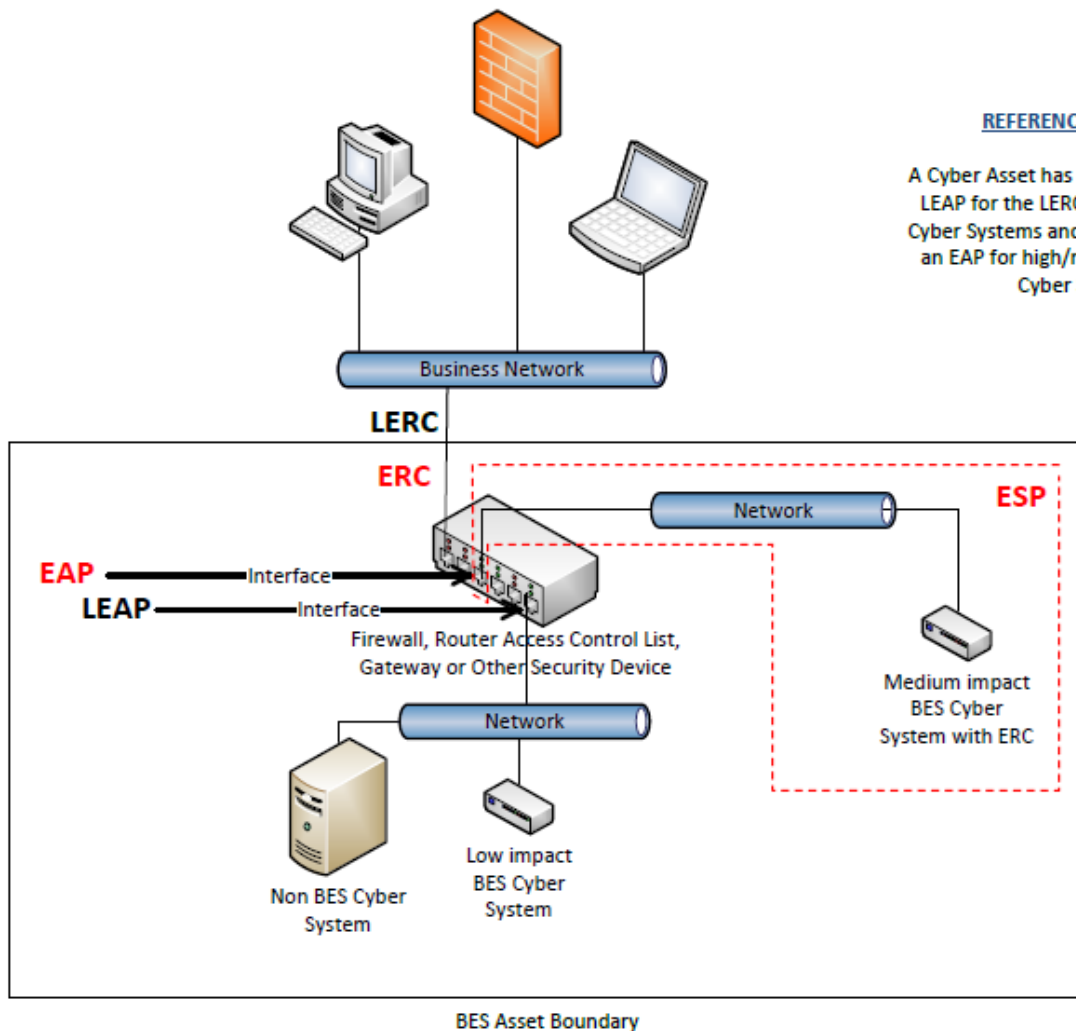 REFERENC
A Cyber Asset has
LEAP for the LERC
Cyber Systems and
an EAP for high/
Cyber
Business Network
LERC
ERC
ESP
Network
EAP
Interface
LEAP
Interface
Firewall, Router Access Control List,
Gateway or Other Security Device
Medium impact
BES Cyber
System with ERC
Network
Low impact
BES Cyber
System
Non BES Cyber
System
BES Asset Boundary